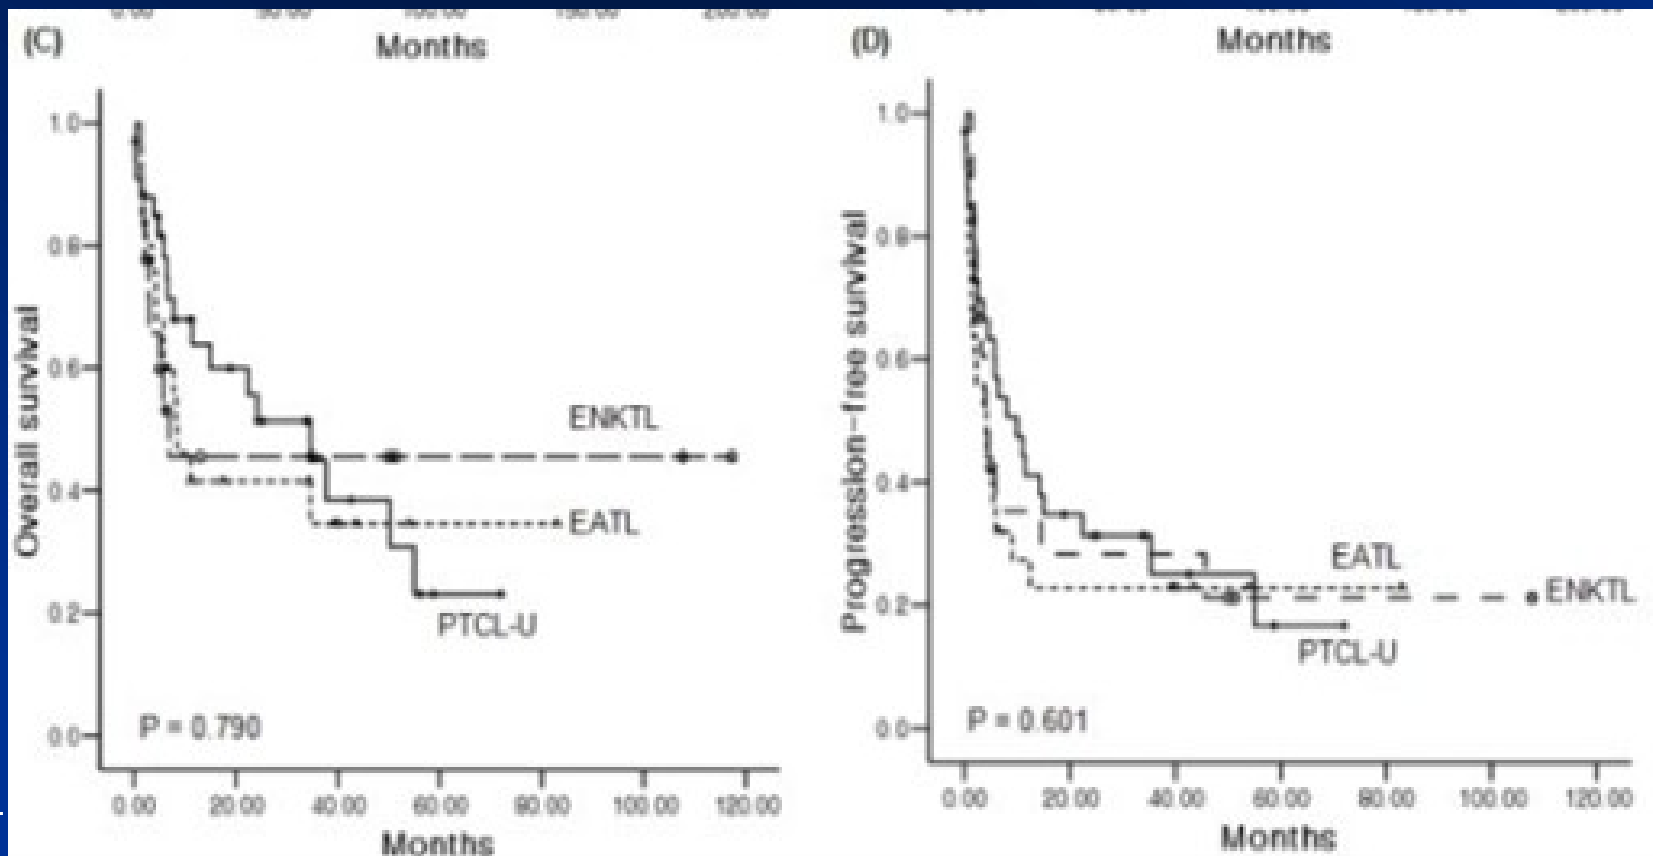 (C)
Months
Overall survival
1.0
0.8
0.6
0.4
0.2
0.0
ENKTL
EATL
PTCL-U
P = 0.790
0.00 20.00 40.00 60.00 80.00 100.00 120.00
Months
(D)
Months
Progression-free survival
1.0
0.8
0.6
0.4
0.2
0.0
EATL
ENKTL
PTCL-U
P = 0.601
0.00 20.00 40.00 60.00 80.00 100.00 120.00
Months